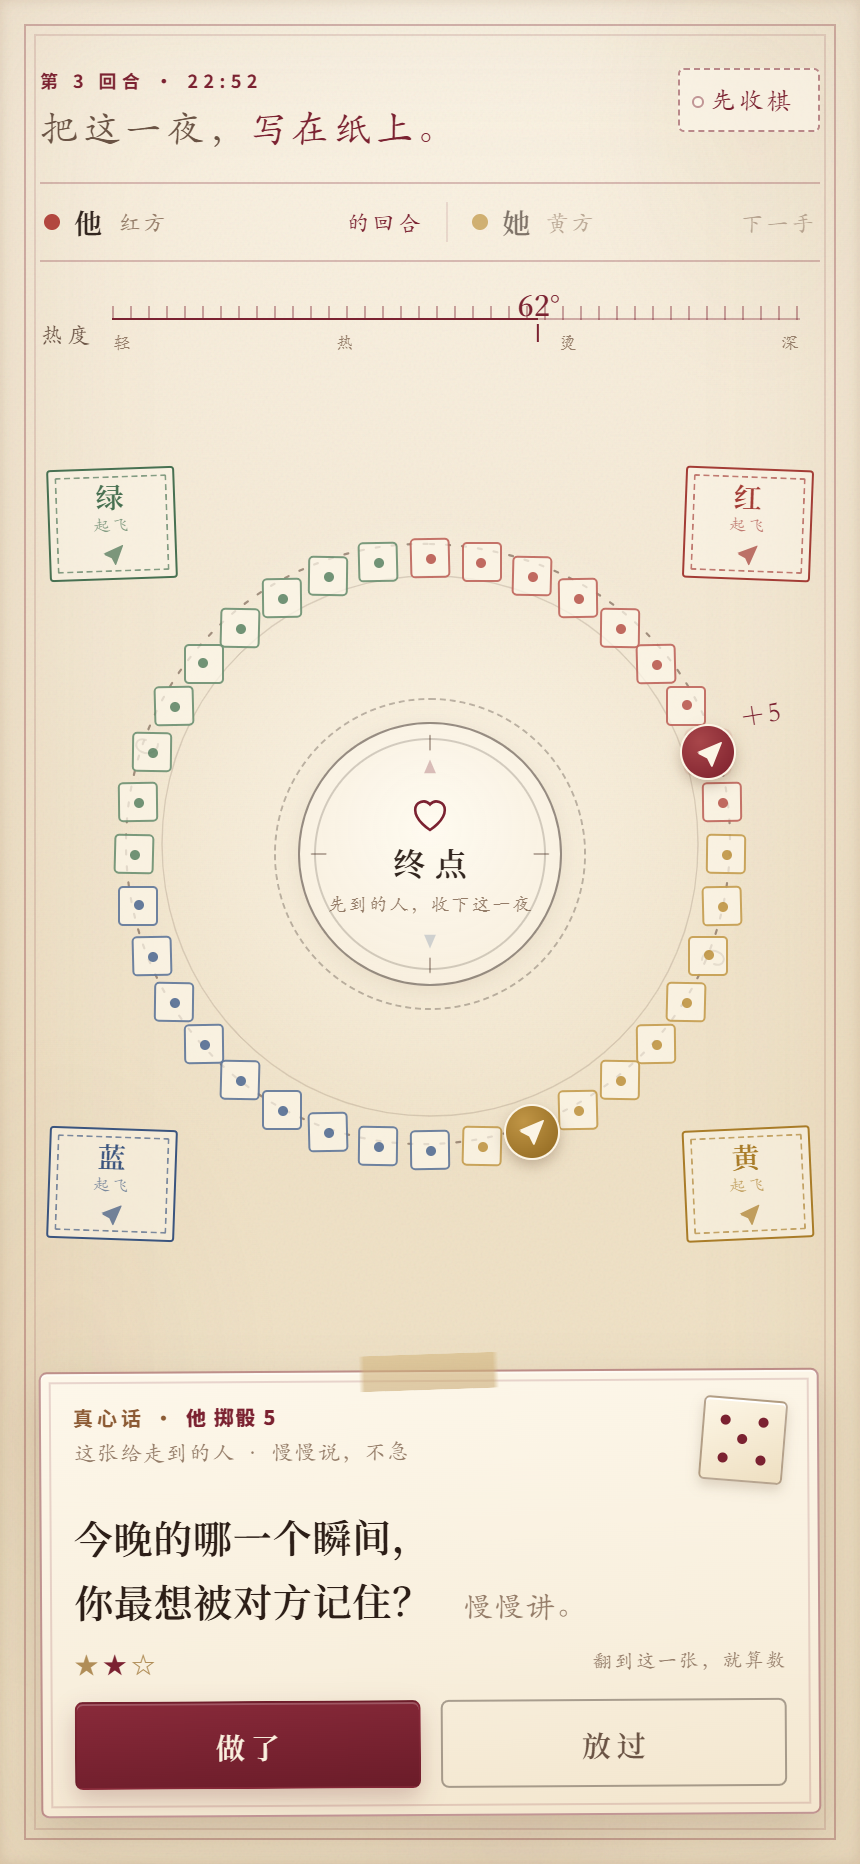 第 3 回合 · 22:52
把这一夜，写在纸上。
先收棋
他 红方 的回合
她 黄方 下一手
62°
热度
轻 热 烫 深
绿
起飞
红
起飞
+5
终点
先到的人，收下这一夜
蓝
起飞
黄
起飞
真心话 · 他 掷骰 5
这张给走到的人 · 慢慢说，不急
今晚的哪一个瞬间，
你最想被对方记住？ 慢慢讲。
★★☆ 翻到这一张，就算数
做了 放过